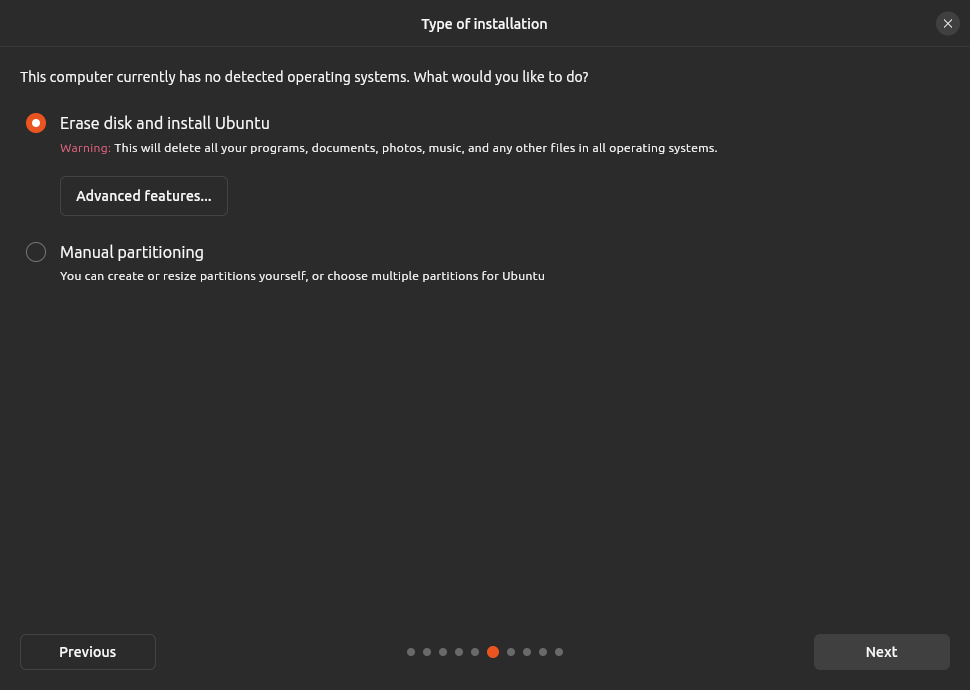 Type of installation
This computer currently has no detected operating systems. What would you like to do?
Erase disk and install Ubuntu
Warning: This will delete all your programs, documents, photos, music, and any other files in all operating systems.
Advanced features...
Manual partitioning
You can create or resize partitions yourself, or choose multiple partitions for Ubuntu
Previous
Next